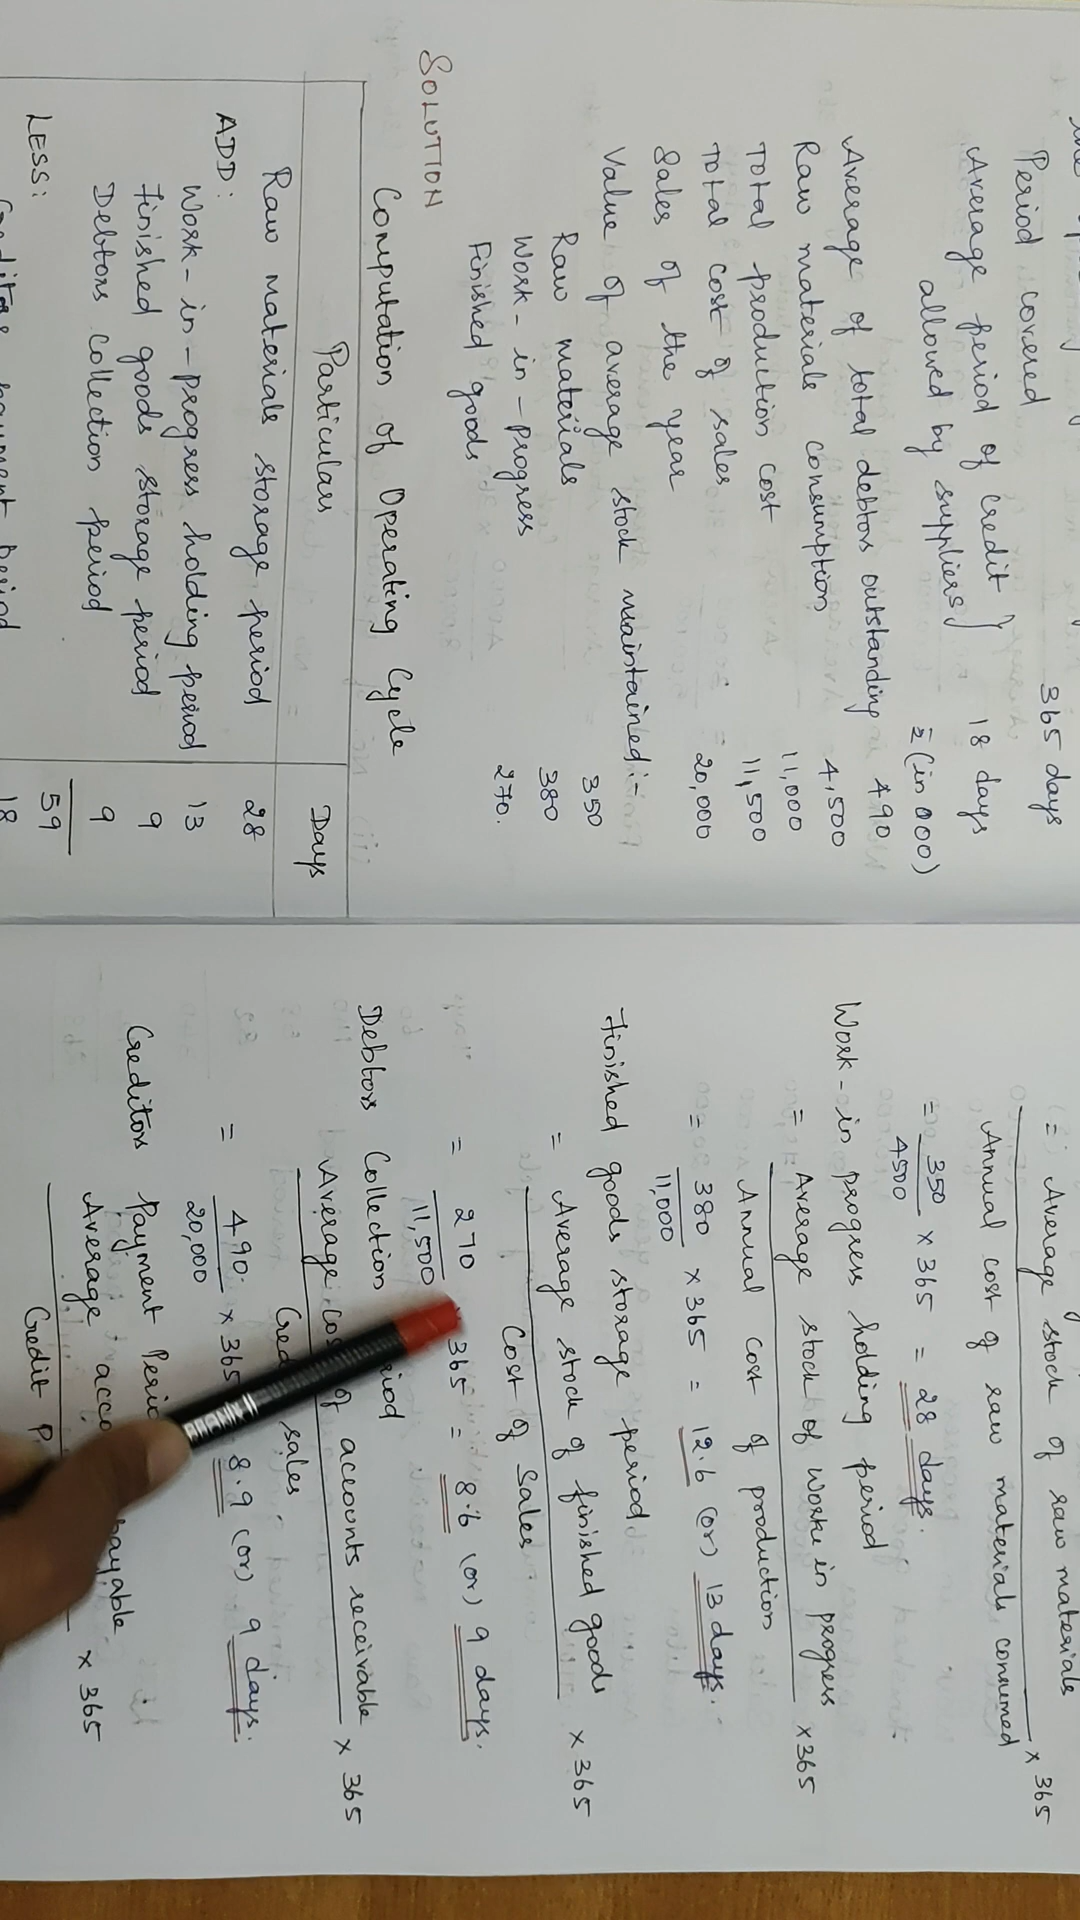 Period covered 365 days
Average period of credit } 18 days
allowed by suppliers
₹ (in 000)
Average of total debtors outstanding 490
Raw materials consumption 4,500
Total production cost 11,000
Total cost of sales 11,500
Sales of the year 20,000
Value of average stock maintained :-
Raw materials 350
Work-in-progress 380
Finished goods 270.
SOLUTION
Computation of Operating Cycle
Particulars Days
Raw materials storage period 28
ADD:
Work-in-progress holding period 13
Finished goods storage period 9
Debtors collection period 9
59
LESS:
Creditors payment Period 18
= Average stock of raw materials
Annual cost of raw materials consumed × 365
= 350
4500 × 365 = 28 days.
Work-in progress holding period
= Average stock of work in progress
Annual cost of production × 365
= 380
11,000 × 365 = 12.6 (or) 13 days.
Finished goods storage period
= Average stock of finished goods
Cost of Sales × 365
= 270
11,500 365 = 8.6 (or) 9 days.
Debtors Collection
Average of accounts receivable
sales. × 365
= 490
20,000 × 365 8.9 (or) 9 days.
Creditors Payment
Average payable
Credit × 365
BRONX